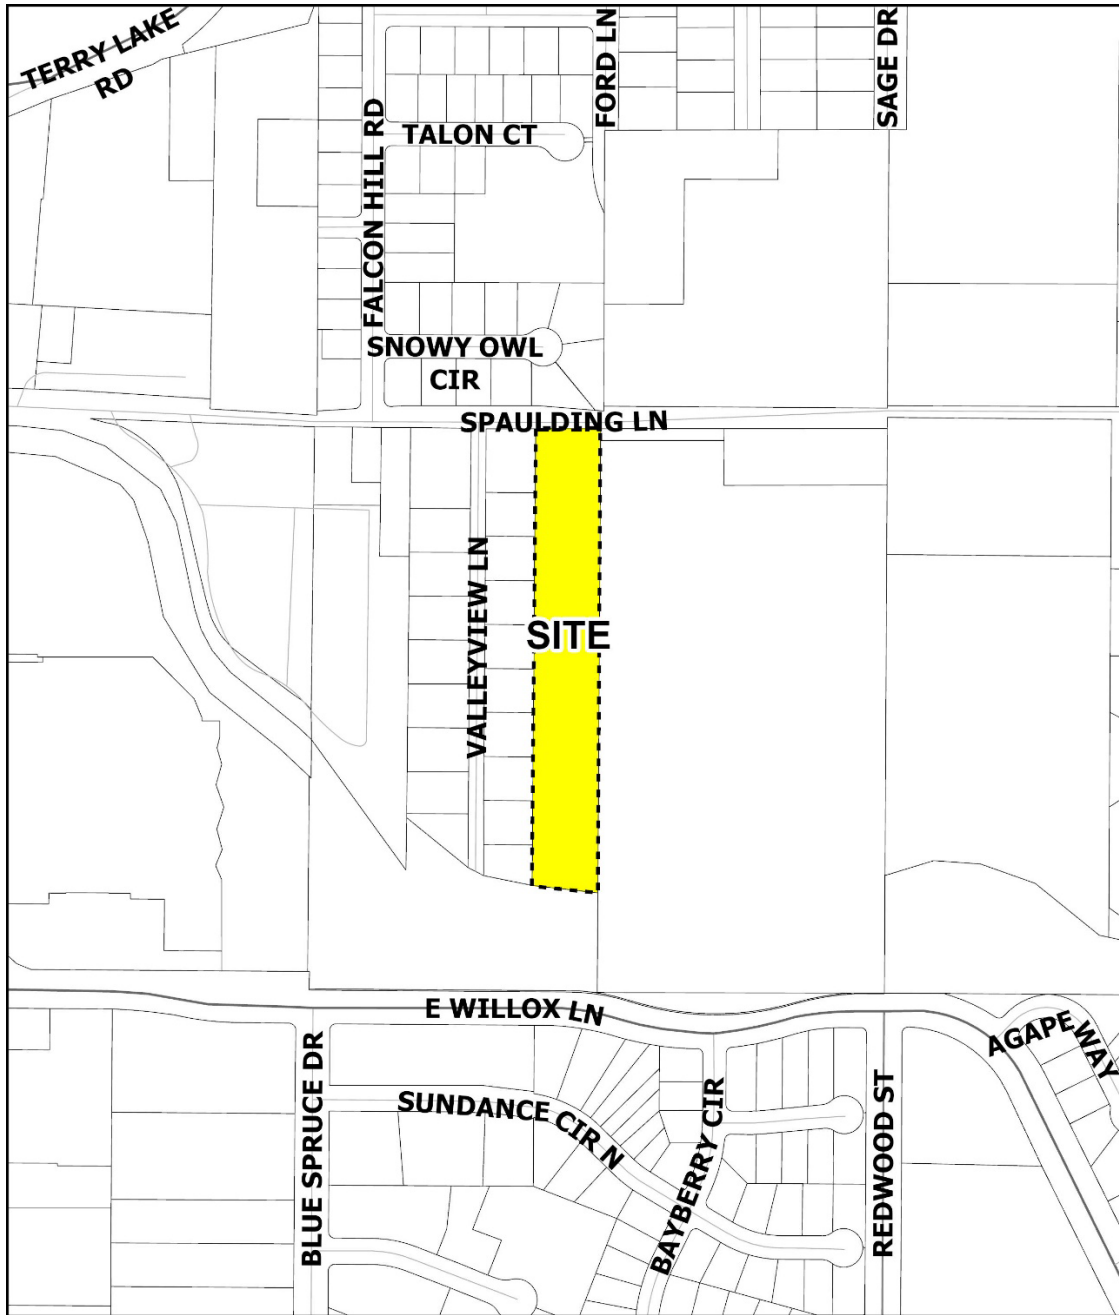 TERRY LAKE
RD
FALCON HILL RD
FORD LN
SAGE DR
TALON CT
SNOWY OWL
CIR
SPAULDING LN
VALLEYVIEW LN
SITE
E WILLOX LN
AGAPE WAY
BLUE SPRUCE DR
SUNDANCE CIR N
BAYBERRY CIR
REDWOOD ST